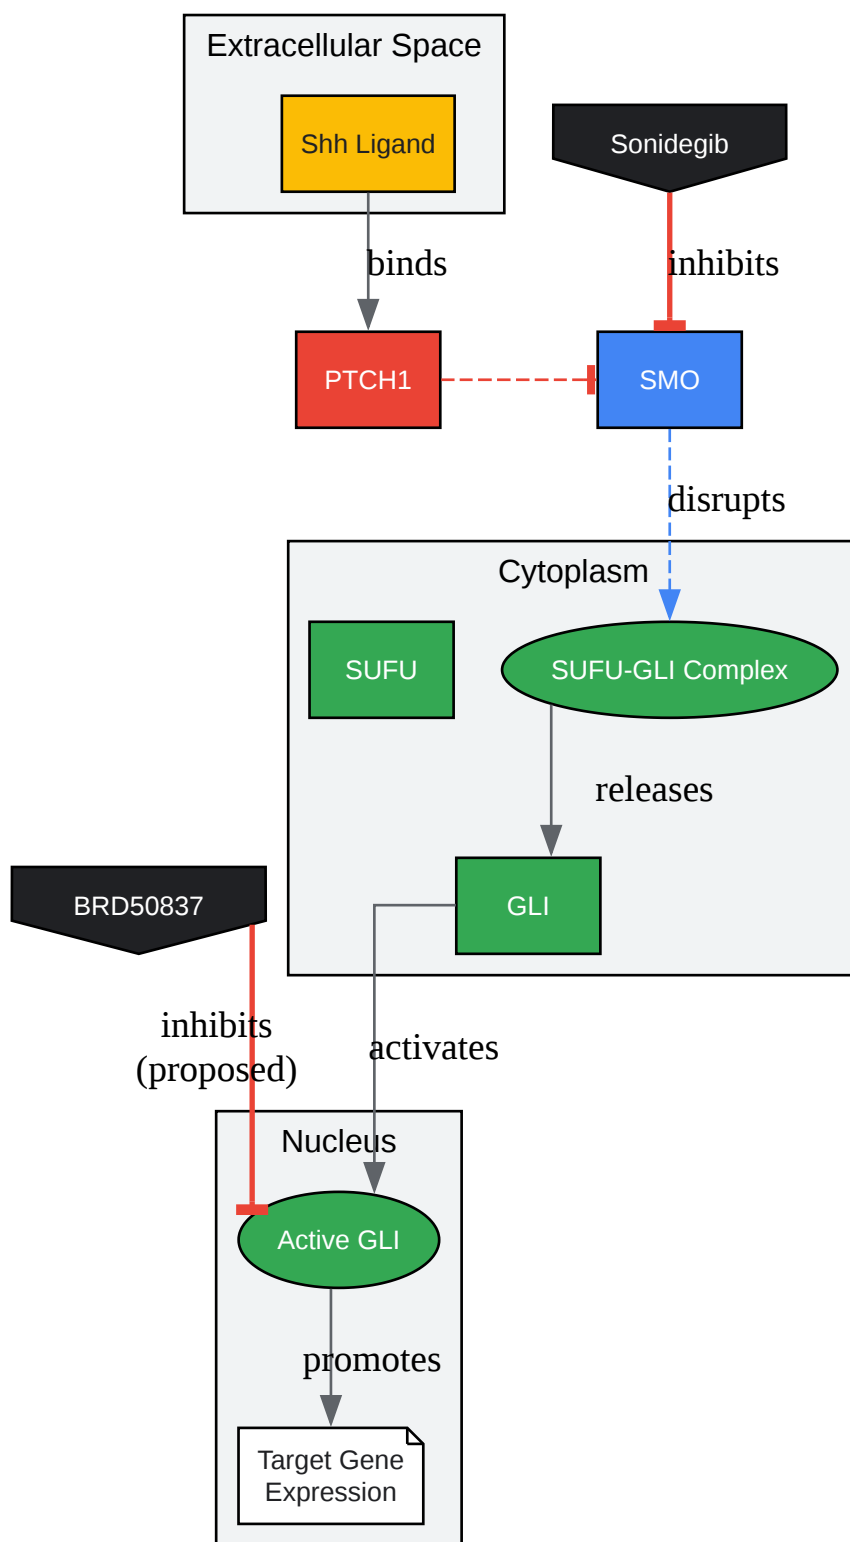 Extracellular Space
Shh Ligand
Sonidegib
binds
inhibits
PTCH1
SMO
disrupts
Cytoplasm
SUFU
SUFU-GLI Complex
releases
BRD50837
GLI
inhibits
(proposed)
activates
Nucleus
Active GLI
promotes
Target Gene
Expression